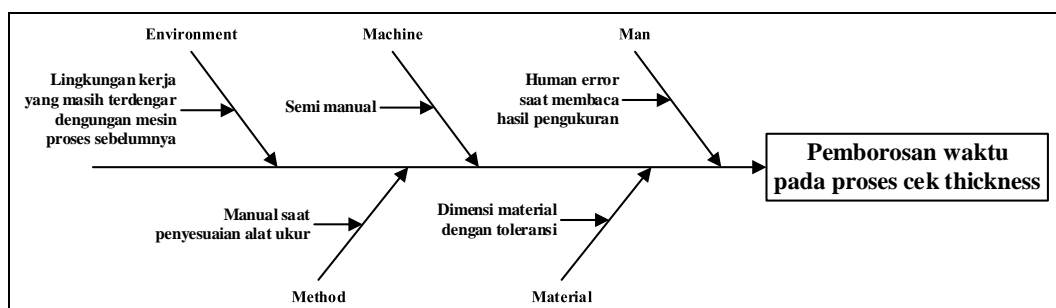 Environment
Machine
Man
Lingkungan kerja
yang masih terdengar
dengungan mesin
proses sebelumnya
Semi manual
Human error
saat membaca
hasil pengukuran
Pemborosan waktu
pada proses cek thickness
Manual saat
penyesuaian alat ukur
Dimensi material
dengan toleransi
Method
Material